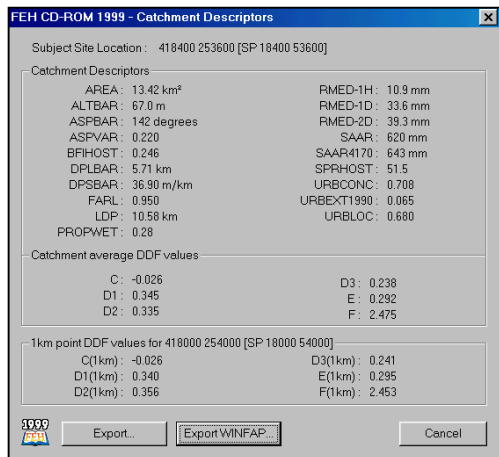 FEH CD-ROM 1999 - Catchment Descriptors
Subject Site Location : 418400 253600 [SP 18400 53600]
Catchment Descriptors
AREA : 13.42 km² RMED-1H : 10.9 mm
ALTBAR : 67.0 m RMED-1D : 33.6 mm
ASPBAR : 142 degrees RMED-2D : 39.3 mm
ASPVAR : 0.220 SAAR : 620 mm
BFIHOST : 0.246 SAAR4170 : 643 mm
DPLBAR : 5.71 km SPRHOST : 51.5
DPSBAR : 36.90 m/km URBCONC : 0.708
FARL : 0.950 URBEXT1990 : 0.065
LDP : 10.58 km URBLOC : 0.680
PROPWET : 0.28
Catchment average DDF values
C : -0.026 D3 : 0.238
D1 : 0.345 E : 0.292
D2 : 0.335 F : 2.475
1km point DDF values for 418000 254000 [SP 18000 54000]
C(1km) : -0.026 D3(1km) : 0.241
D1(1km) : 0.340 E(1km) : 0.295
D2(1km) : 0.356 F(1km) : 2.453
1999
FEH
Export... Export WINFAP... Cancel